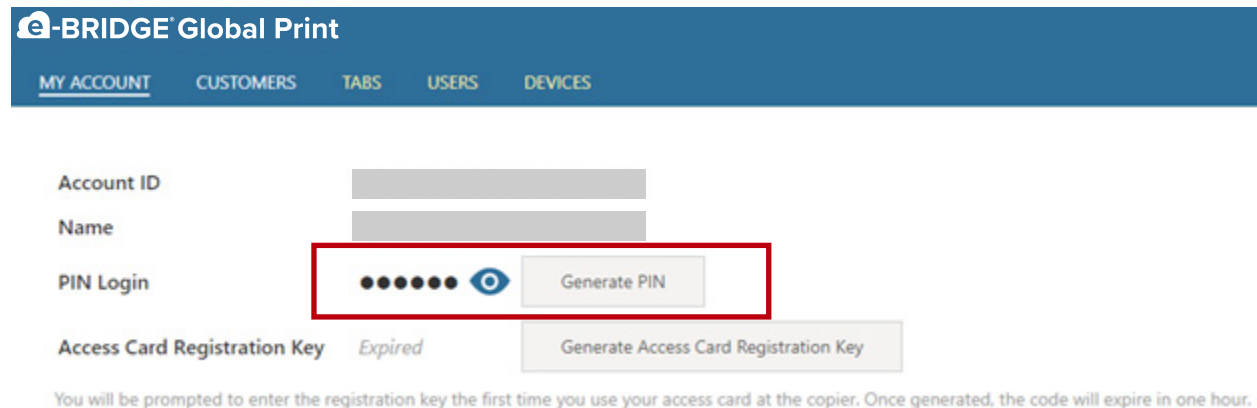 e-BRIDGE® Global Print
MY ACCOUNT CUSTOMERS TABS USERS DEVICES
Account ID
Name
PIN Login •••••• Generate PIN
Access Card Registration Key Expired Generate Access Card Registration Key
You will be prompted to enter the registration key the first time you use your access card at the copier. Once generated, the code will expire in one hour.